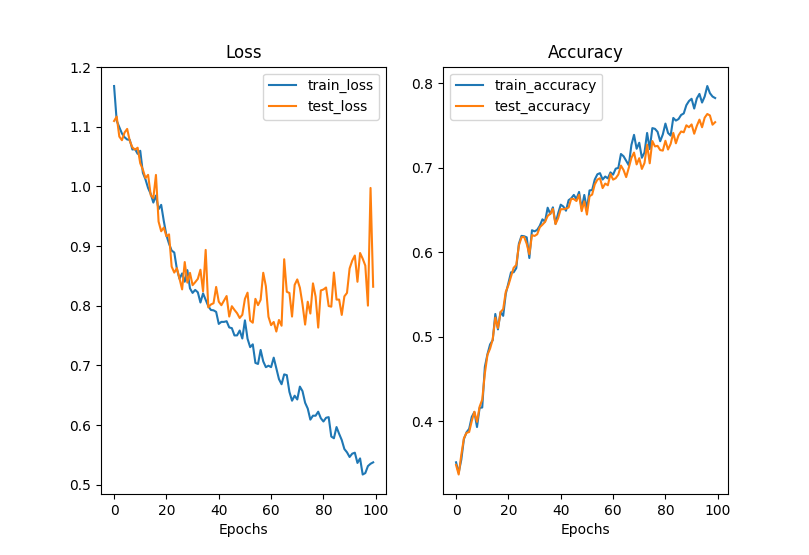 Loss
1.2
1.1
1.0
0.9
0.8
0.7
0.6
0.5
0 20 40 60 80 100
Epochs
train_loss
test_loss
Accuracy
0.8
0.7
0.6
0.5
0.4
0 20 40 60 80 100
Epochs
train_accuracy
test_accuracy